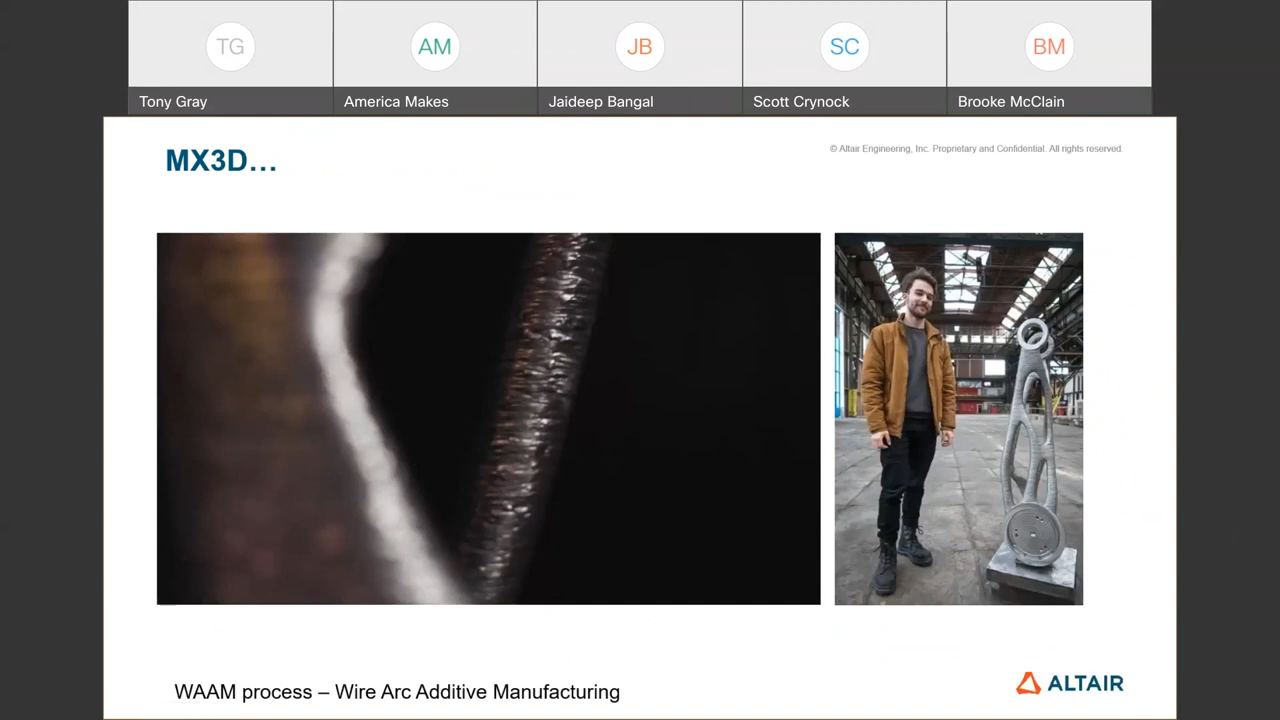 TG
AM
JB
SC
BM
Tony Gray
America Makes
Jaideep Bangal
Scott Crynock
Brooke McClain
MX3D…
© Altair Engineering, Inc. Proprietary and Confidential. All rights reserved.
WAAM process – Wire Arc Additive Manufacturing
ALTAIR